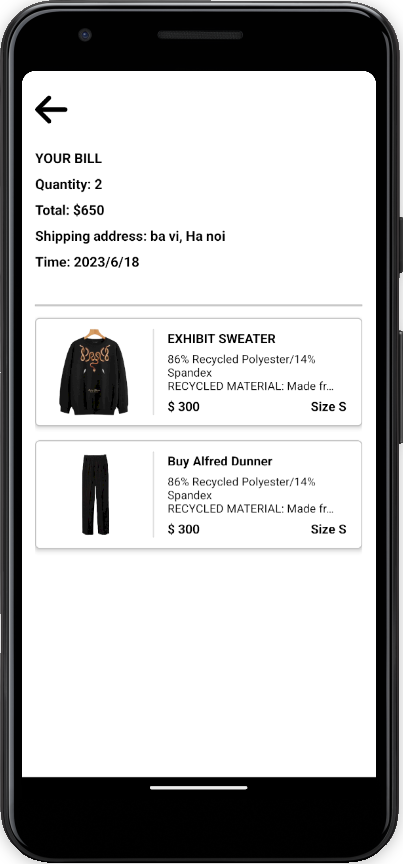 YOUR BILL
Quantity: 2
Total: $650
Shipping address: ba vi, Ha noi
Time: 2023/6/18
EXHIBIT SWEATER
86% Recycled Polyester/14%
Spandex
RECYCLED MATERIAL: Made fr...
$ 300
Size S
Buy Alfred Dunner
86% Recycled Polyester/14%
Spandex
RECYCLED MATERIAL: Made fr...
$ 300
Size S